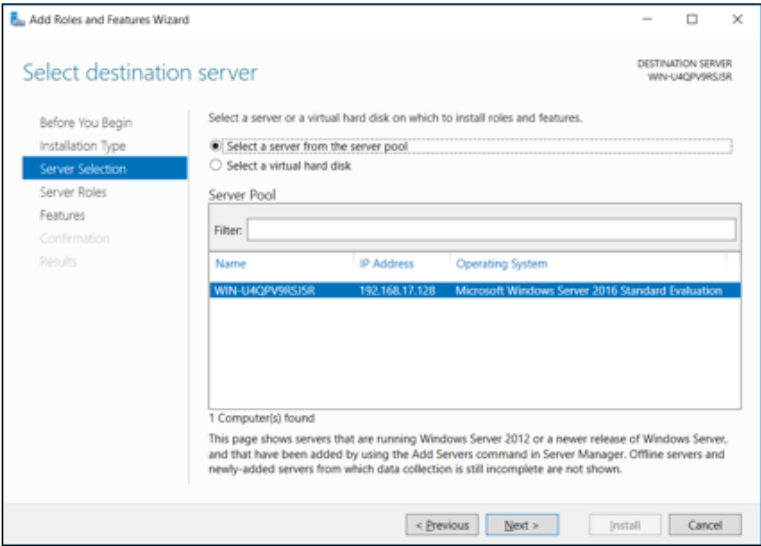 Add Roles and Features Wizard
Select destination server
DESTINATION SERVER
WIN-U4QPV9RSJ5R
Before You Begin
Installation Type
Server Selection
Server Roles
Features
Confirmation
Results
Select a server or a virtual hard disk on which to install roles and features.
Select a server from the server pool
Select a virtual hard disk
Server Pool
Filter:
Name IP Address Operating System
WIN-U4QPV9RSJ5R 192.168.17.128 Microsoft Windows Server 2016 Standard Evaluation
1 Computer(s) found
This page shows servers that are running Windows Server 2012 or a newer release of Windows Server,
and that have been added by using the Add Servers command in Server Manager. Offline servers and
newly-added servers from which data collection is still incomplete are not shown.
< Previous Next > Install Cancel